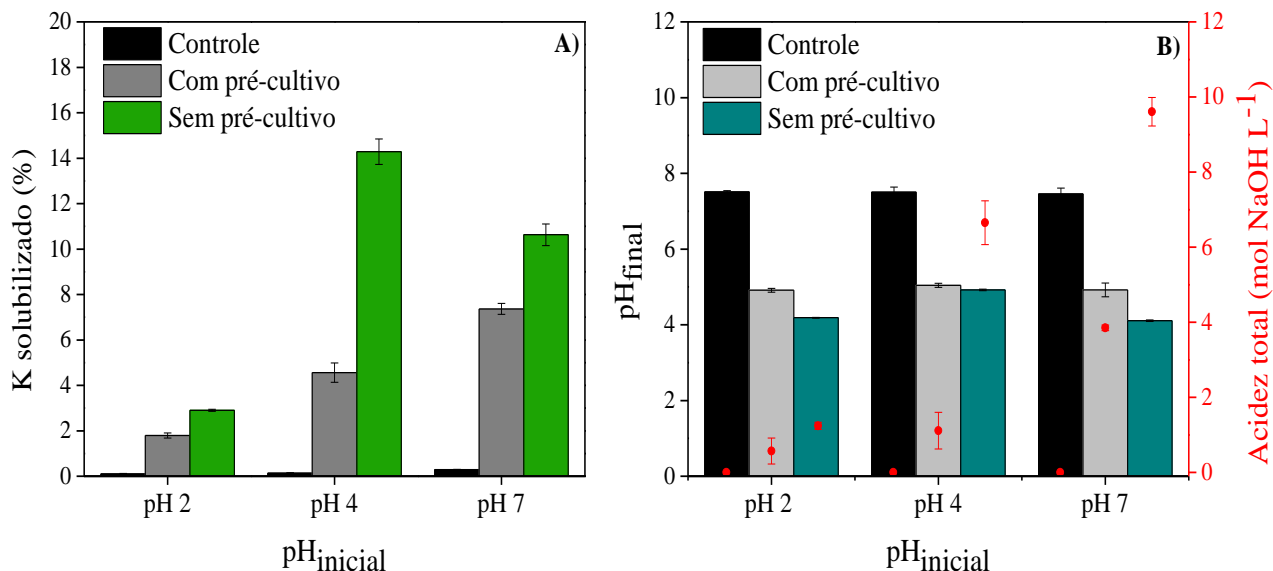 A)
Controle
Com pré-cultivo
Sem pré-cultivo
K solubilizado (%)
20
18
16
14
12
10
8
6
4
2
0
pH 2
pH 4
pH 7
pHinicial
B)
Controle
Com pré-cultivo
Sem pré-cultivo
pHfinal
12
10
8
6
4
2
0
pH 2
pH 4
pH 7
pHinicial
12
10
8
6
4
2
0
Acidez total (mol NaOH L-1)